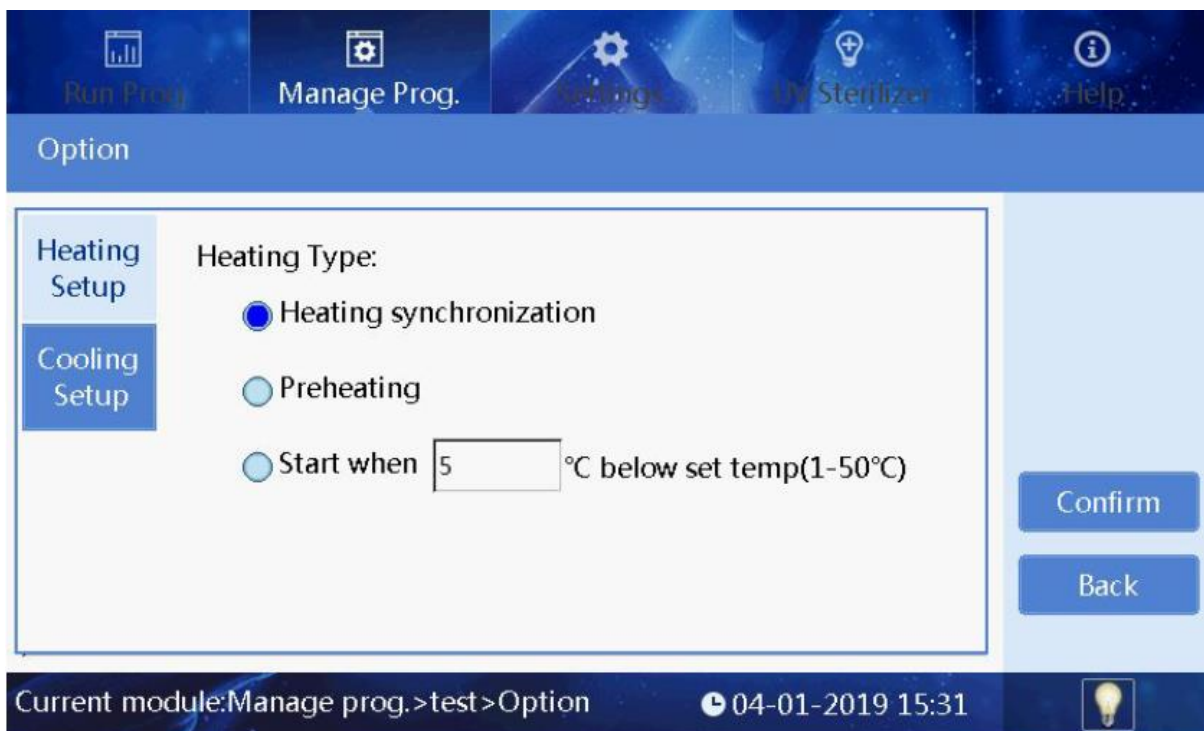 Run Prog.
Manage Prog.
Settings
UV Sterilizer
Help
Option
Heating
Setup
Cooling
Setup
Heating Type:
Heating synchronization
Preheating
Start when 5 °C below set temp(1-50°C)
Confirm
Back
Current module:Manage prog.>test>Option
04-01-2019 15:31